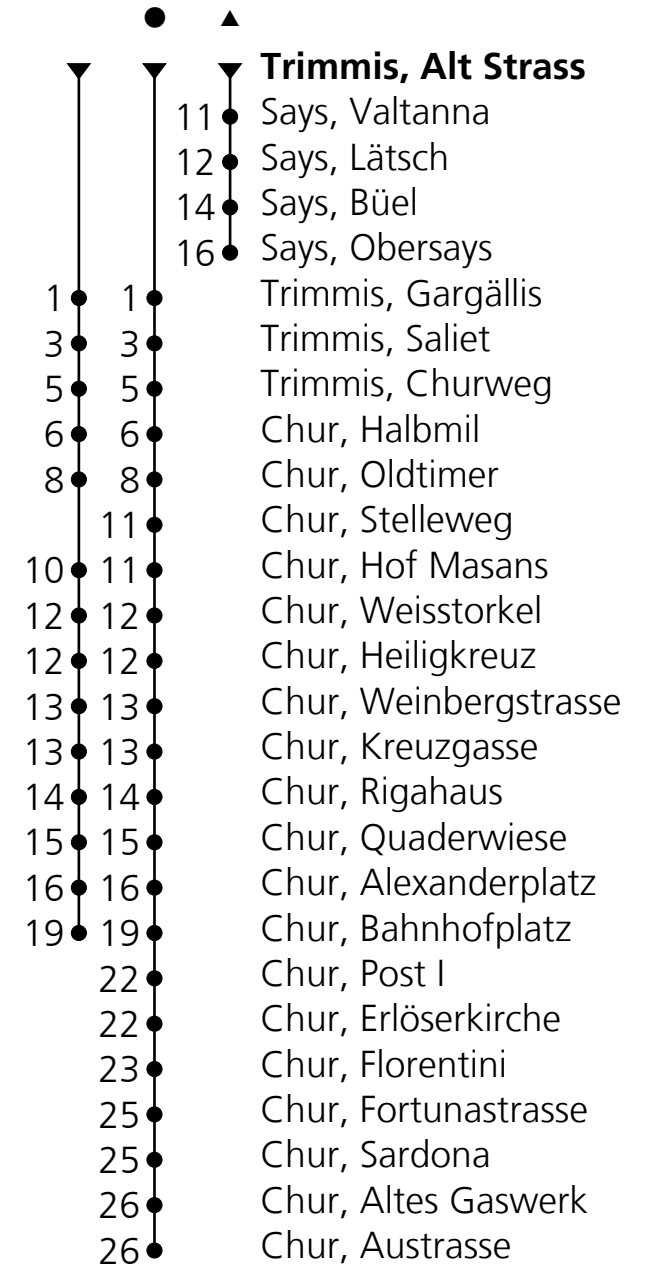 Trimmis, Alt Strass
11 Says, Valtanna
12 Says, Lätsch
14 Says, Büel
16 Says, Obersays
1 1 Trimmis, Gargällis
3 3 Trimmis, Saliet
5 5 Trimmis, Churweg
6 6 Chur, Halbmil
8 8 Chur, Oldtimer
11 Chur, Stelleweg
10 11 Chur, Hof Masans
12 12 Chur, Weisstorkel
12 12 Chur, Heiligkreuz
13 13 Chur, Weinbergstrasse
13 13 Chur, Kreuzgasse
14 14 Chur, Rigahaus
15 15 Chur, Quaderwiese
16 16 Chur, Alexanderplatz
19 19 Chur, Bahnhofplatz
22 Chur, Post I
22 Chur, Erlöserkirche
23 Chur, Florentini
25 Chur, Fortunastrasse
25 Chur, Sardona
26 Chur, Altes Gaswerk
26 Chur, Austrasse